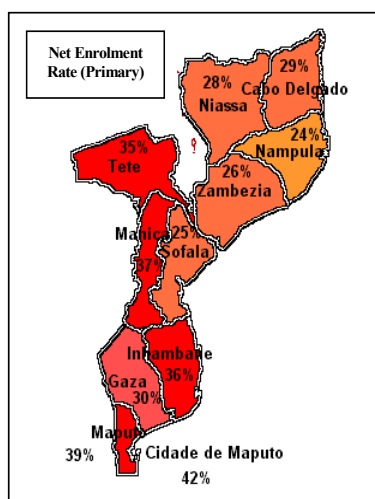 Net Enrolment
Rate (Primary)
29%
Cabo Delgado
28%
Niassa
24%
Nampula
35%
Tete
26%
Zambezia
Manica
37%
25%
Sofala
Inhambane
36%
Gaza
30%
Maputo
39%
Cidade de Maputo
42%